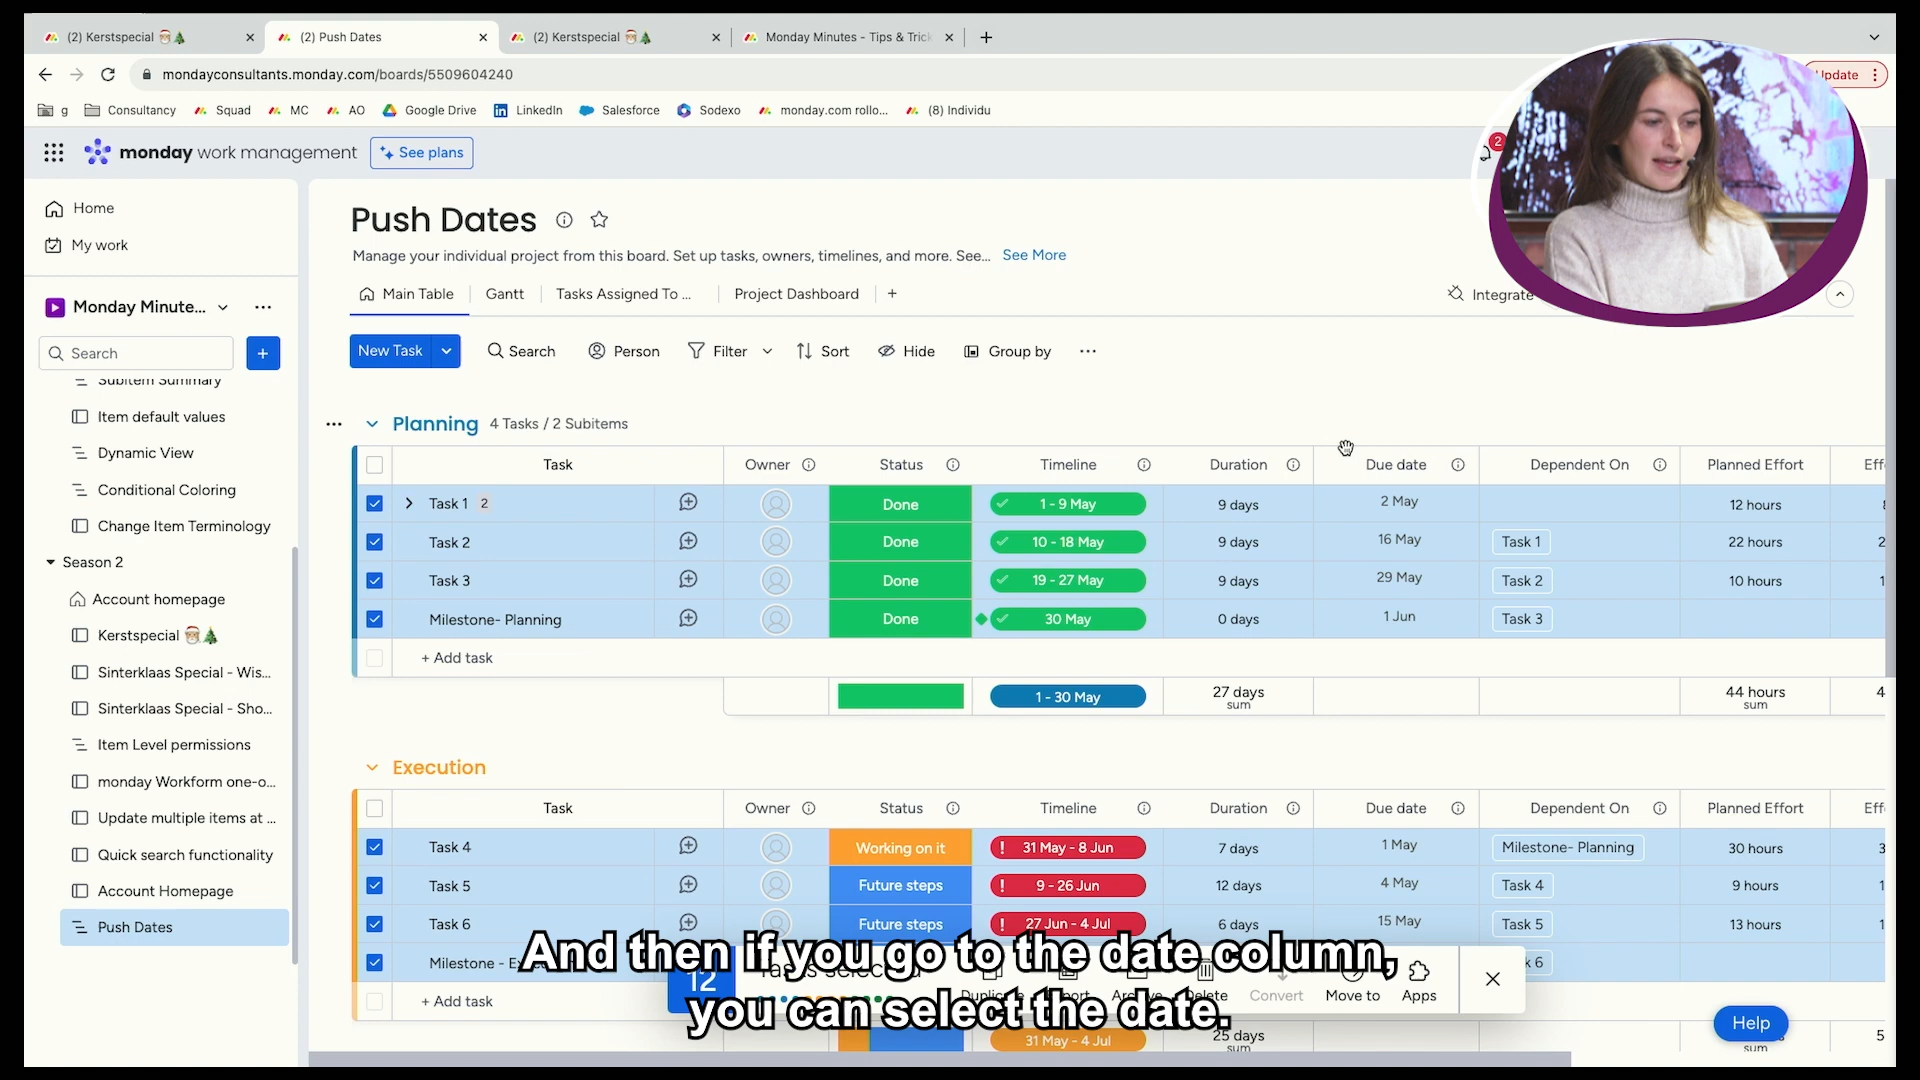 (2) Kerstspecial
(2) Push Dates
(2) Kerstspecial
Monday Minutes - Tips & Trick
mondayconsultants.monday.com/boards/5509604240
Update
g
Consultancy
Squad
MC
AO
Google Drive
LinkedIn
Salesforce
Sodexo
monday.com rollo...
(8) Individu
monday work management
See plans
2
Home
My work
Monday Minute...
Search
Subitem Summary
Item default values
Dynamic View
Conditional Coloring
Change Item Terminology
Season 2
Account homepage
Kerstspecial
Sinterklaas Special - Wis...
Sinterklaas Special - Sho...
Item Level permissions
monday Workform one-o...
Update multiple items at ...
Quick search functionality
Account Homepage
Push Dates
Push Dates
Manage your individual project from this board. Set up tasks, owners, timelines, and more. See... See More
Main Table
Gantt
Tasks Assigned To ...
Project Dashboard
+
Integrate
New Task
Search
Person
Filter
Sort
Hide
Group by
Planning 4 Tasks / 2 Subitems
Task Owner Status Timeline Duration Due date Dependent On Planned Effort Eff
Task 1 2 Done 1 - 9 May 9 days 2 May 12 hours
Task 2 Done 10 - 18 May 9 days 16 May Task 1 22 hours 2
Task 3 Done 19 - 27 May 9 days 29 May Task 2 10 hours 1
Milestone- Planning Done 30 May 0 days 1 Jun Task 3
+ Add task
1 - 30 May 27 days 44 hours 4
sum sum
Execution
Task Owner Status Timeline Duration Due date Dependent On Planned Effort Eff
Task 4 Working on it ! 31 May - 8 Jun 7 days 1 May Milestone- Planning 30 hours 3
Task 5 Future steps ! 9 - 26 Jun 12 days 4 May Task 4 9 hours 1
Task 6 Future steps ! 27 Jun - 4 Jul 6 days 15 May Task 5 13 hours 1
Milestone - E
k 6
+ Add task
12
Convert
Move to
Apps
31 May - 4 Jul 25 days 5
sum sum
Help
And then if you go to the date column,
you can select the date.